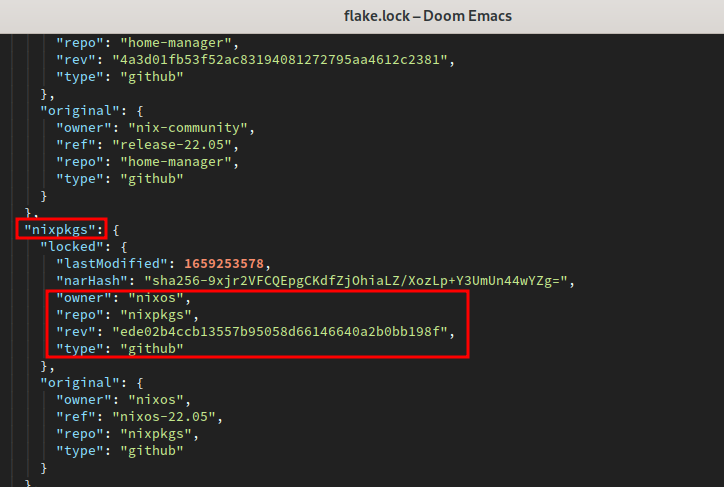 flake.lock – Doom Emacs
"repo": "home-manager",
"rev": "4a3d01fb53f52ac83194081272795aa4612c2381",
"type": "github"
},
"original": {
"owner": "nix-community",
"ref": "release-22.05",
"repo": "home-manager",
"type": "github"
}
},
"nixpkgs": {
"locked": {
"lastModified": 1659253578,
"narHash": "sha256-9xjr2VFCQEpgCKdfZjOhiaLZ/XozLp+Y3UmUn44wYZg=",
"owner": "nixos",
"repo": "nixpkgs",
"rev": "ede02b4ccb13557b95058d66146640a2b0bb198f",
"type": "github"
},
"original": {
"owner": "nixos",
"ref": "nixos-22.05",
"repo": "nixpkgs",
"type": "github"
}
}